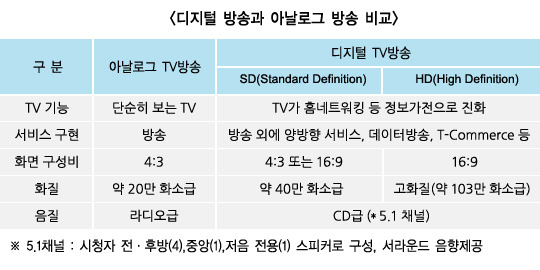 <디지털 방송과 아날로그 방송 비교>
구 분 아날로그 TV방송 디지털 TV방송
SD(Standard Definition) HD(High Definition)
TV 기능 단순히 보는 TV TV가 홈네트워킹 등 정보가전으로 진화
서비스 구현 방송 방송 외에 양방향 서비스, 데이터방송, T-Commerce 등
화면 구성비 4:3 4:3 또는 16:9 16:9
화질 약 20만 화소급 약 40만 화소급 고화질(약 103만 화소급)
음질 라디오급 CD급 (* 5.1 채널)
※ 5.1채널 : 시청자 전·후방(4),중앙(1),저음 전용(1) 스피커로 구성, 서라운드 음향제공